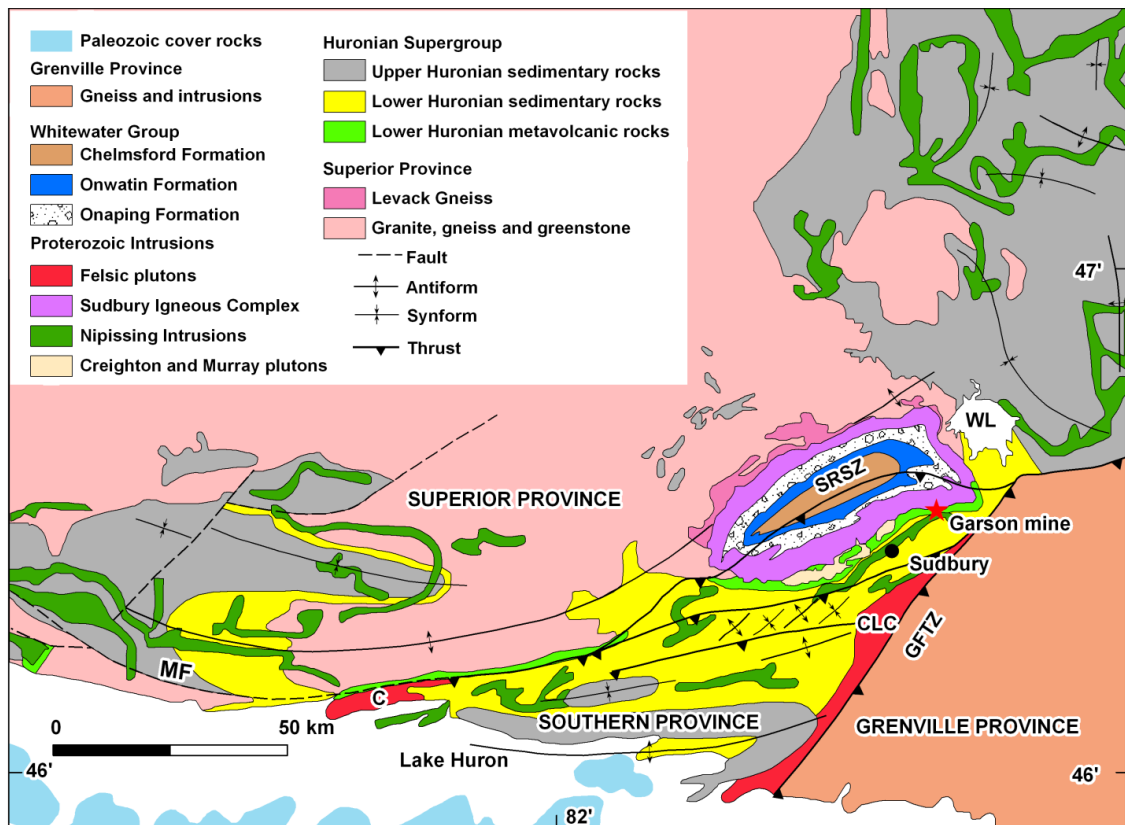 Paleozoic cover rocks
Grenville Province
Gneiss and intrusions
Whitewater Group
Chelmsford Formation
Onwatin Formation
Onaping Formation
Proterozoic Intrusions
Felsic plutons
Sudbury Igneous Complex
Nipissing Intrusions
Creighton and Murray plutons
Huronian Supergroup
Upper Huronian sedimentary rocks
Lower Huronian sedimentary rocks
Lower Huronian metavolcanic rocks
Superior Province
Levack Gneiss
Granite, gneiss and greenstone
Fault
Antiform
Synform
Thrust
47'
WL
SRSZ
SUPERIOR PROVINCE
Garson mine
Sudbury
CLC
GFTZ
MF
C
0 50 km
SOUTHERN PROVINCE
GRENVILLE PROVINCE
Lake Huron
46'
46'
82'